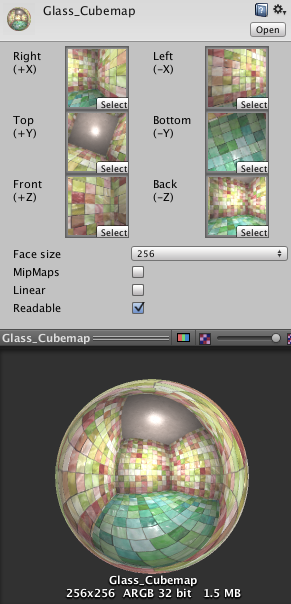 Glass_Cubemap
Open
Right Left
(+X) (-X)
Select Select
Top Bottom
(+Y) (-Y)
Select Select
Front Back
(+Z) (-Z)
Select Select
Face size 256
MipMaps
Linear
Readable
Glass_Cubemap
Glass_Cubemap
256x256 ARGB 32 bit 1.5 MB